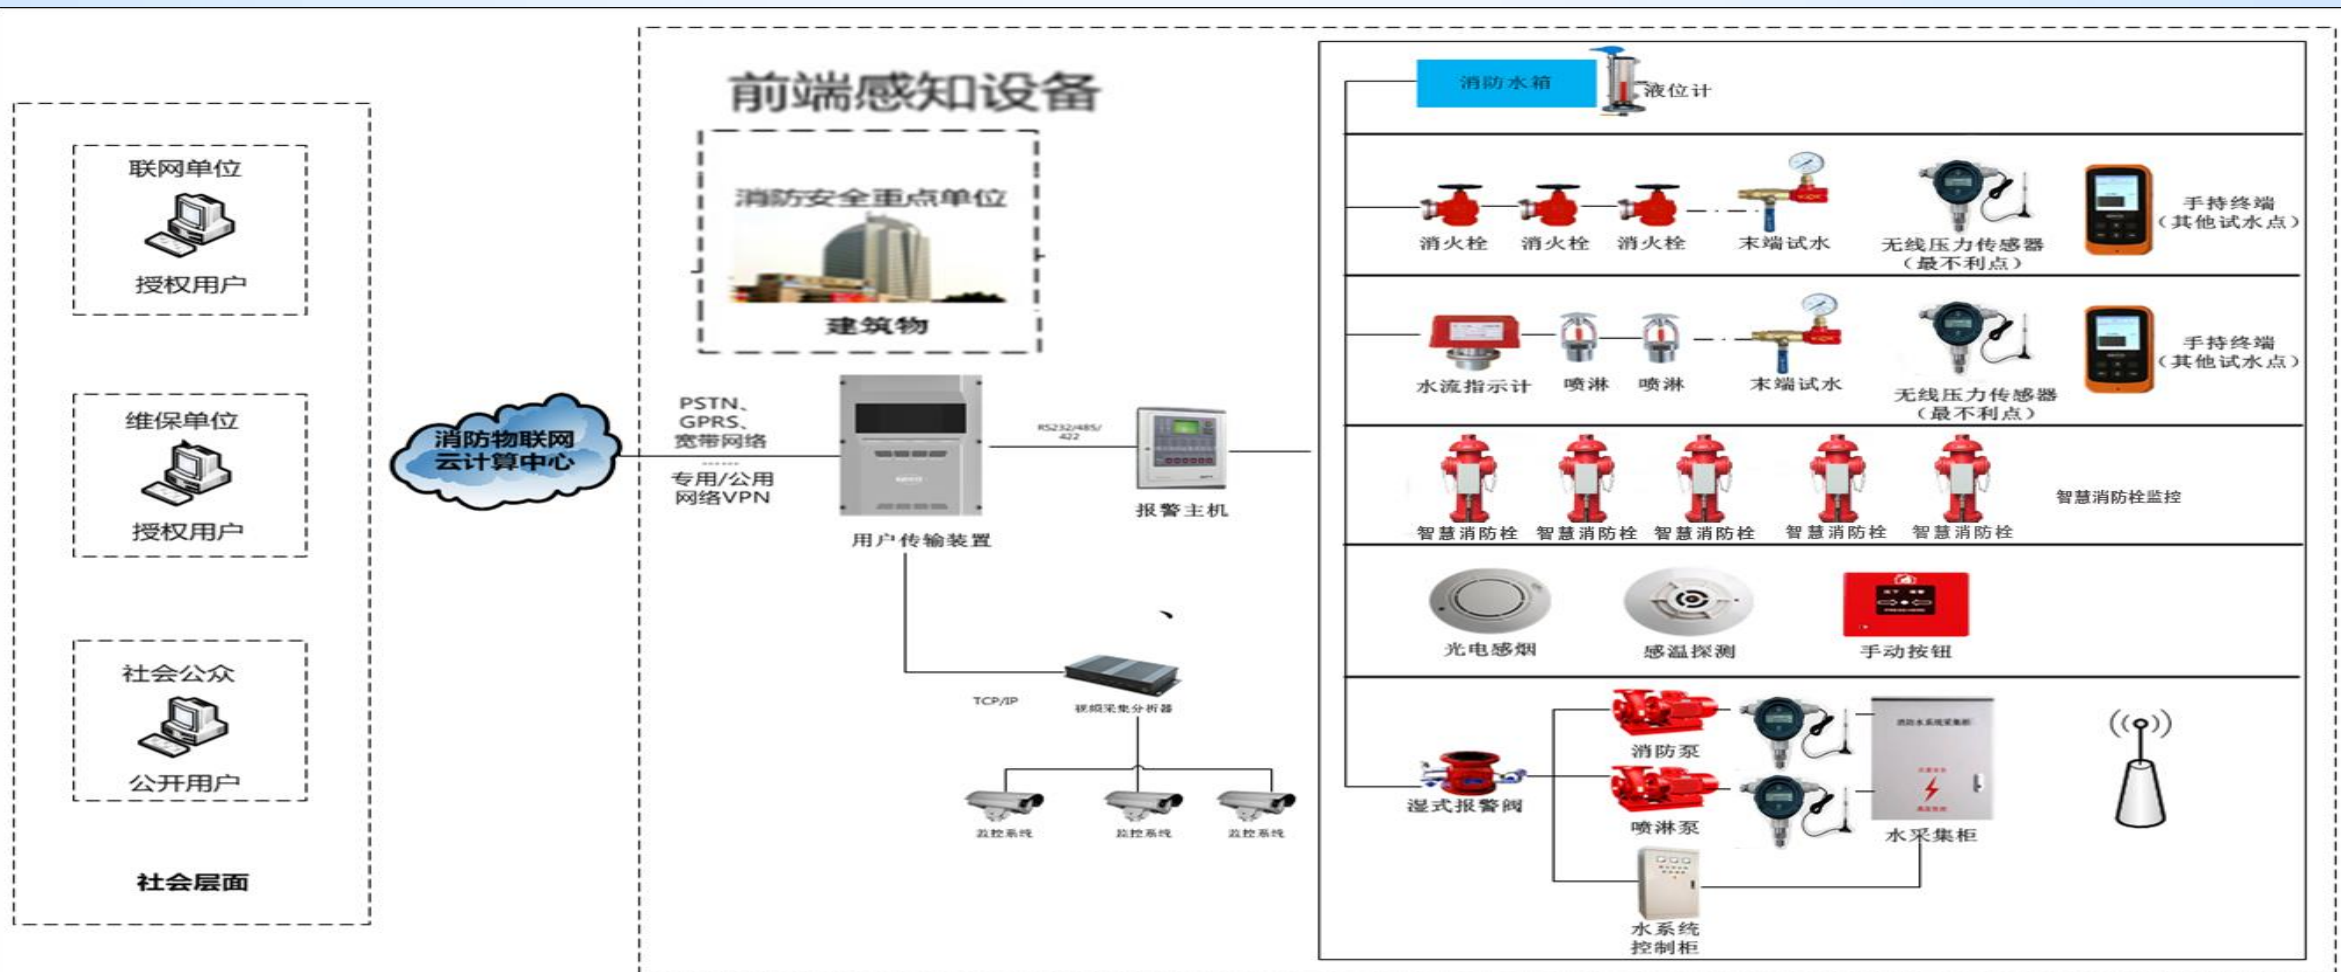 联网单位
授权用户
维保单位
授权用户
社会公众
公开用户
社会层面
消防物联网
云计算中心
前端感知设备
消防安全重点单位
建筑物
PSTN、
GPRS、
宽带网络
······
专用/公用
网络VPN
用户传输装置
RS232/485/
422
报警主机
、
TCP/IP
视频采集分析器
监控系统
监控系统
监控系统
消防水箱
液位计
消火栓
消火栓
消火栓
末端试水
无线压力传感器
（最不利点）
手持终端
（其他试水点）
水流指示计
喷淋
喷淋
末端试水
无线压力传感器
（最不利点）
手持终端
（其他试水点）
智慧消防栓
智慧消防栓
智慧消防栓
智慧消防栓
智慧消防栓
智慧消防栓监控
光电感烟
感温探测
手动按钮
湿式报警阀
消防泵
喷淋泵
消防水系统采集柜
水采集柜
水系统
控制柜